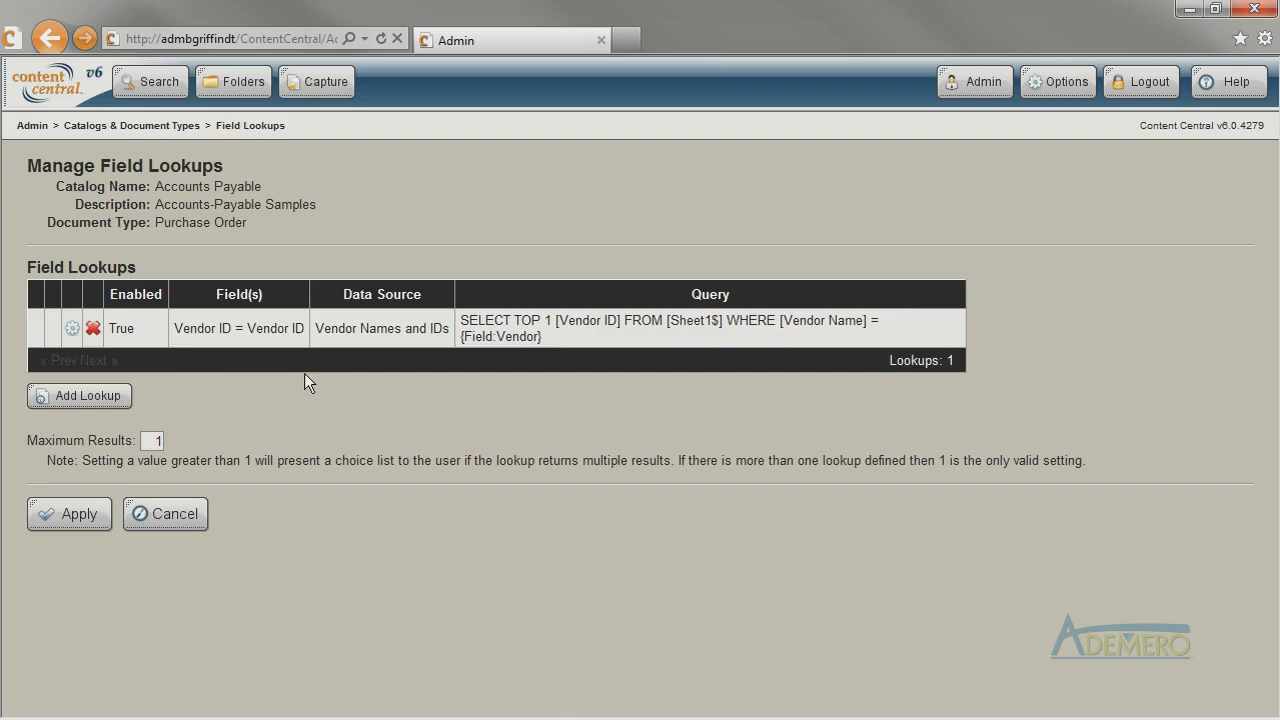 http://admbgriffindt/ContentCentral/Ac
Admin
content central. v6
Search
Folders
Capture
Admin
Options
Logout
Help
Admin > Catalogs & Document Types > Field Lookups
Content Central v6.0.4279
Manage Field Lookups
Catalog Name: Accounts Payable
Description: Accounts-Payable Samples
Document Type: Purchase Order
Field Lookups
Enabled Field(s) Data Source Query
True Vendor ID = Vendor ID Vendor Names and IDs SELECT TOP 1 [Vendor ID] FROM [Sheet1$] WHERE [Vendor Name] =
{Field:Vendor}
« Prev Next » Lookups: 1
Add Lookup
Maximum Results: 1
Note: Setting a value greater than 1 will present a choice list to the user if the lookup returns multiple results. If there is more than one lookup defined then 1 is the only valid setting.
Apply Cancel
ADEMERO